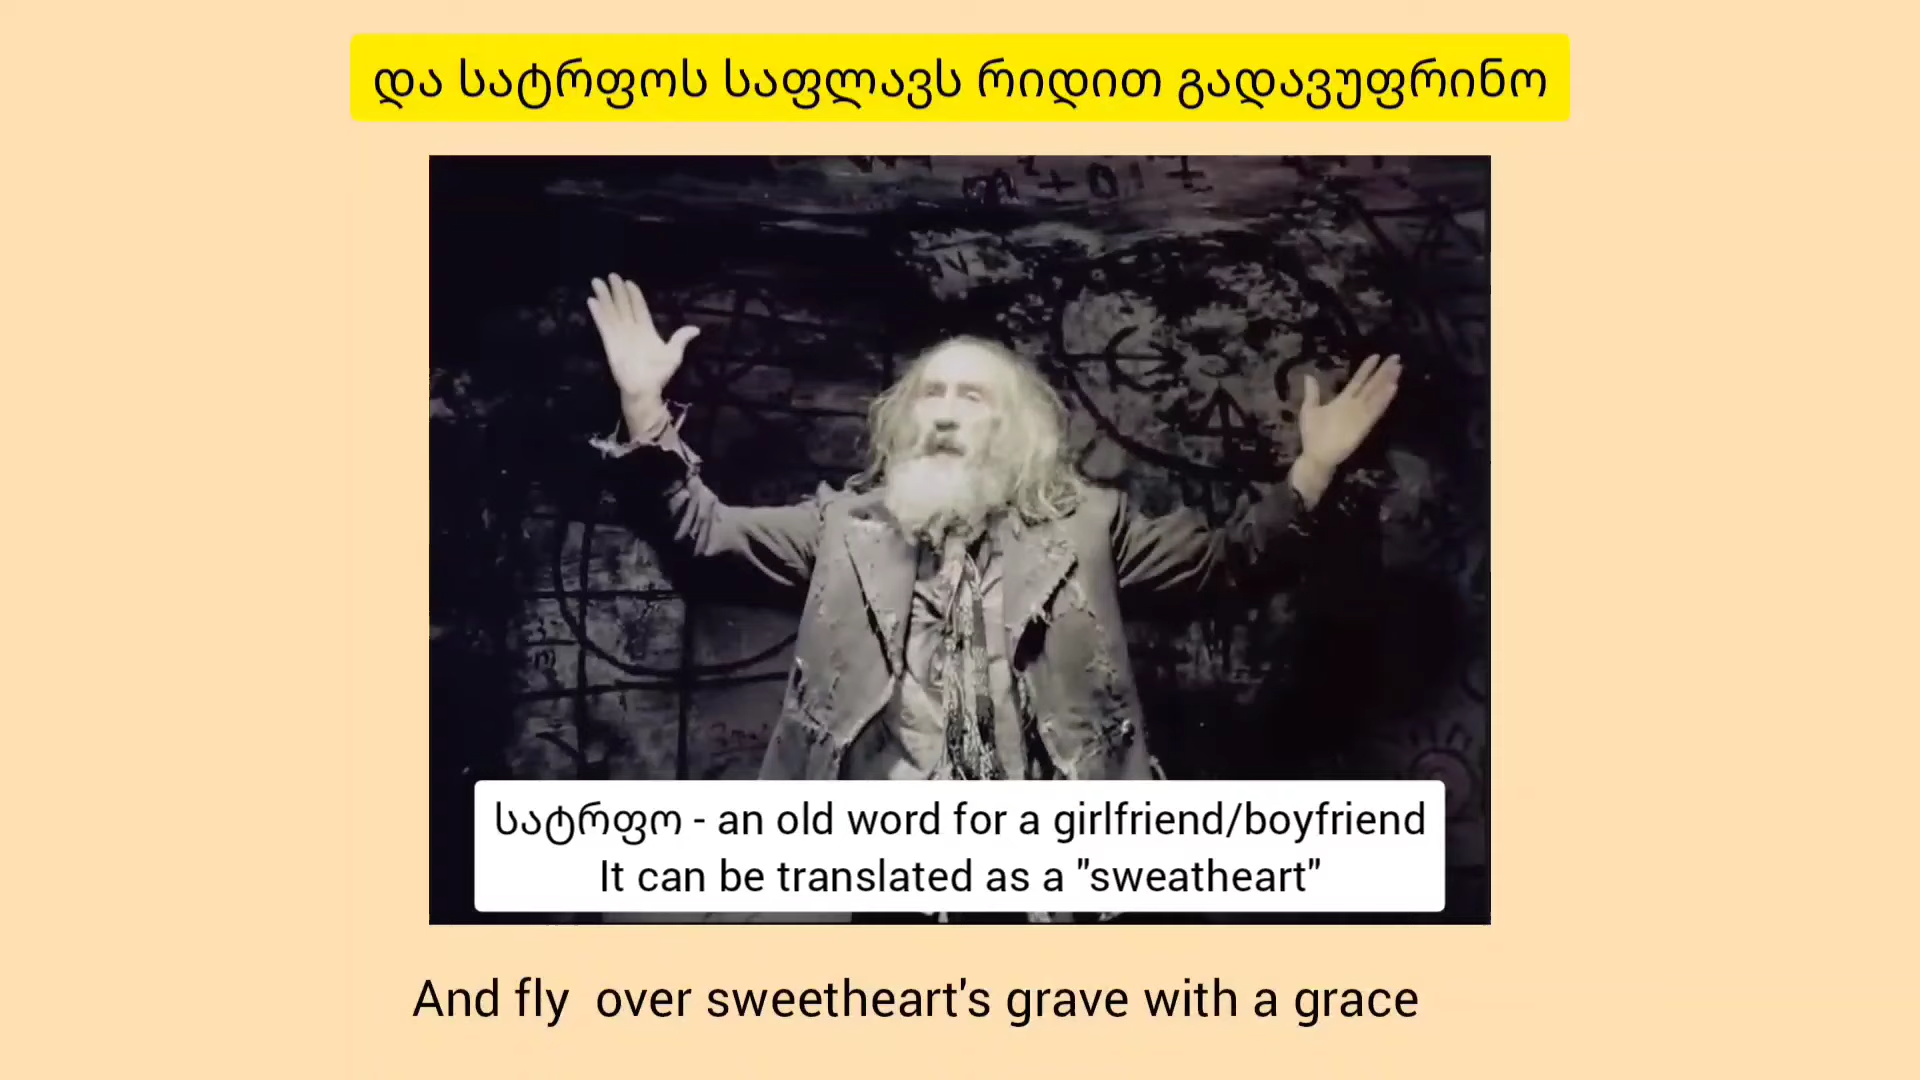 და სატრფოს საფლავს რიდით გადავუფრინო
სატრფო - an old word for a girlfriend/boyfriend
It can be translated as a "sweatheart"
And fly  over sweetheart's grave with a grace